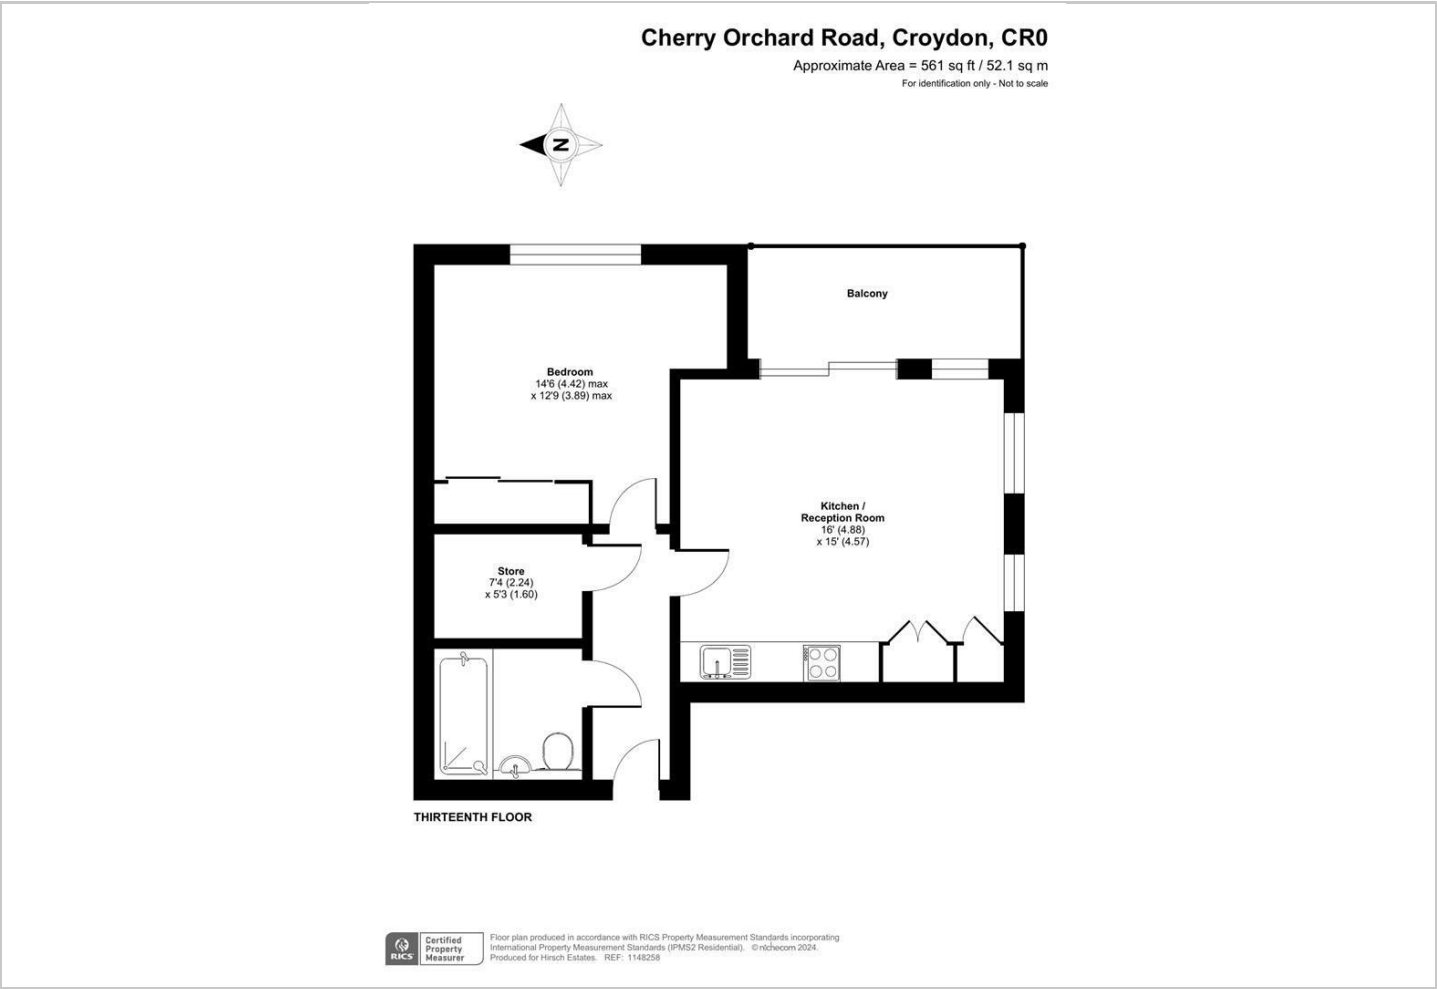 Cherry Orchard Road, Croydon, CR0
Approximate Area = 561 sq ft / 52.1 sq m
For identification only - Not to scale
N
Balcony
Bedroom
14'6 (4.42) max
x 12'9 (3.89) max
Kitchen /
Reception Room
16' (4.88)
x 15' (4.57)
Store
7'4 (2.24)
x 5'3 (1.60)
THIRTEENTH FLOOR
RICS
Certified
Property
Measurer
Floor plan produced in accordance with RICS Property Measurement Standards incorporating
International Property Measurement Standards (IPMS2 Residential). © nichecom 2024.
Produced for Hirsch Estates. REF: 1148258